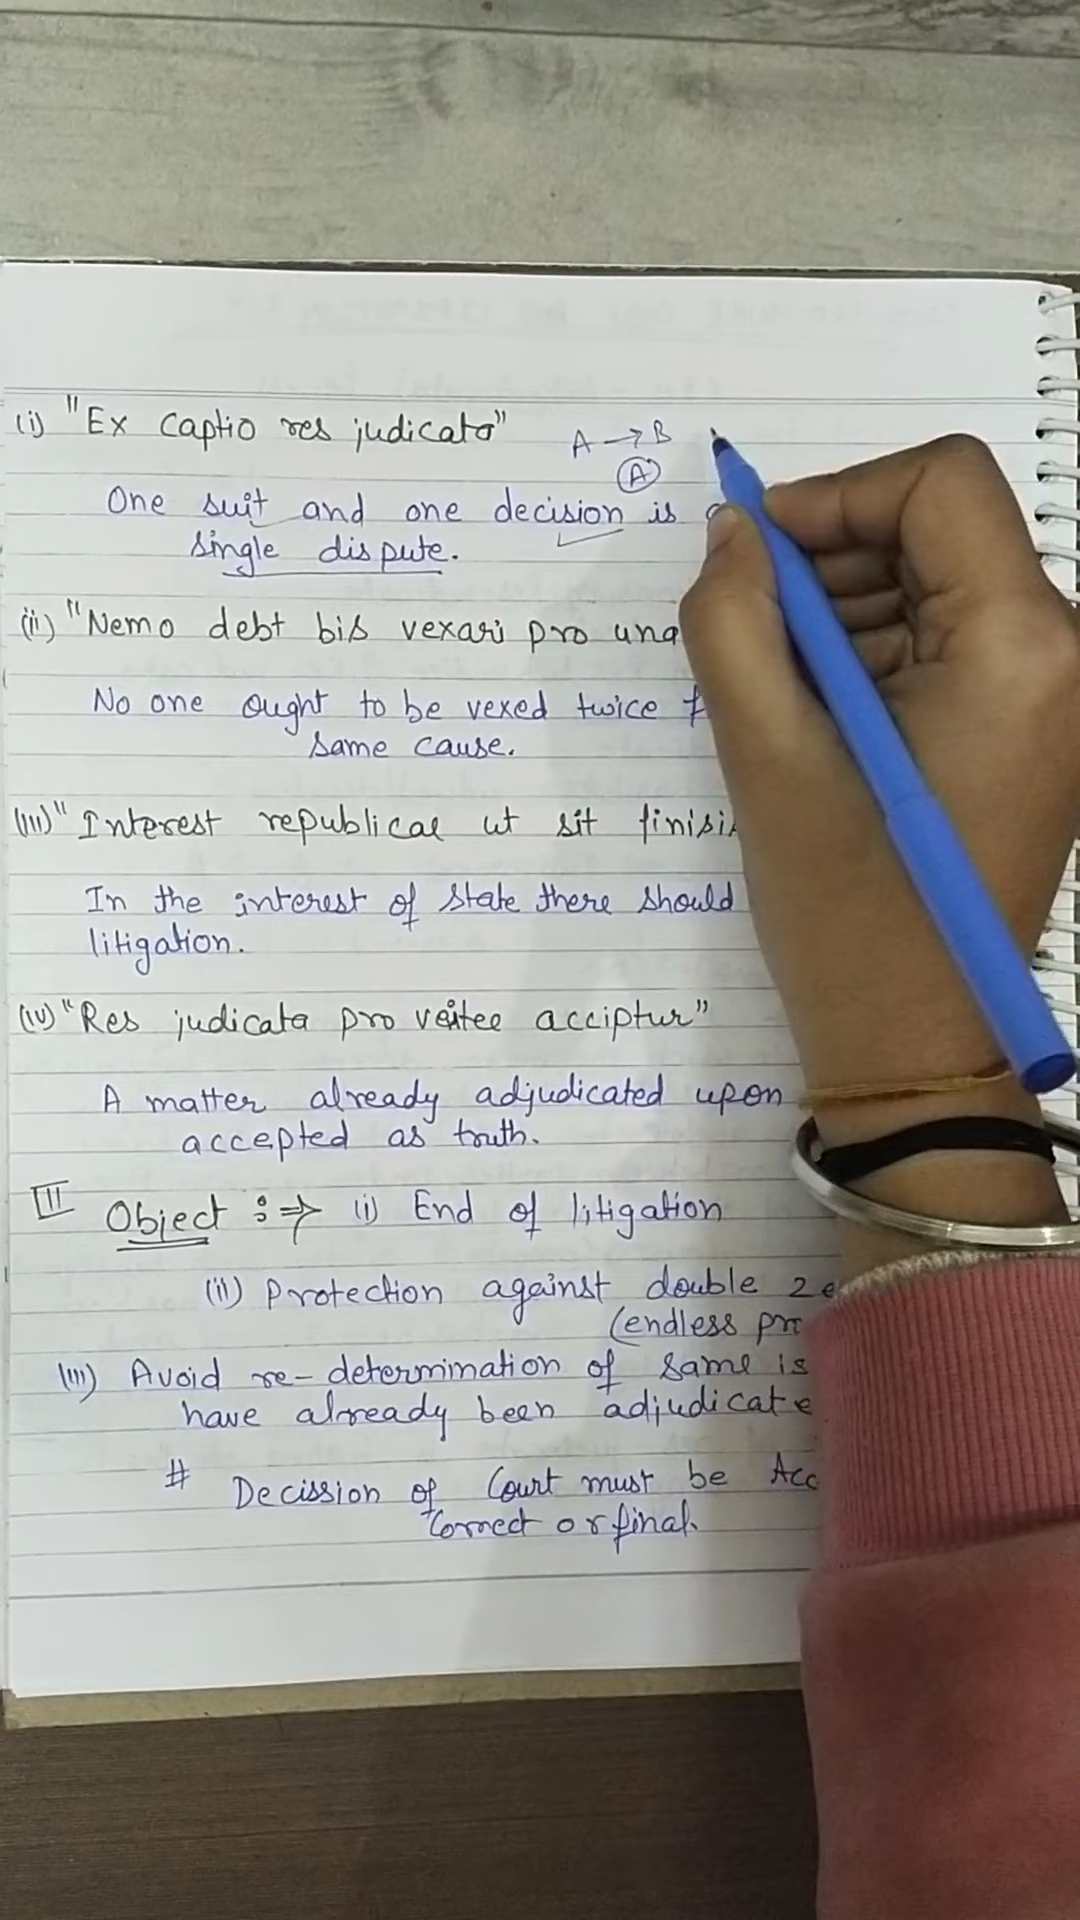 (i) "Ex Captio res judicata" A → B
A
One suit and one decision is
single dispute.
(ii) "Nemo debt bis vexari pro una
No one ought to be vexed twice
same cause.
(III) "Interest republicae ut sit
In the interest of state there should
litigation.
(IV) "Res judicata pro acciptur"
A matter already adjudicated upon
accepted as truth.
III Object :⇒ (i) End of litigation
(ii) Protection against double
(endless
(III) Avoid re-determination of same
have already been
# Decission of Court must be
Correct or final.